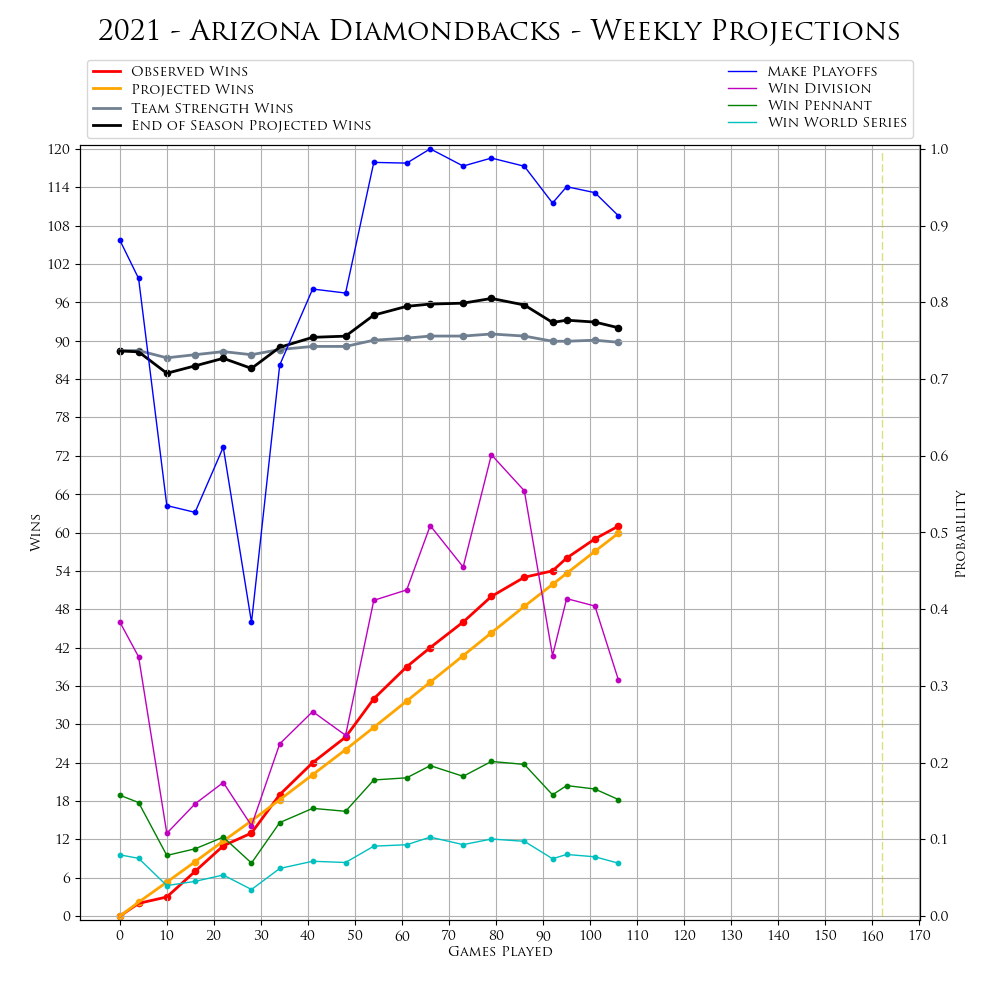 2021 - Arizona Diamondbacks - Weekly Projections
Observed Wins
Projected Wins
Team Strength Wins
End of Season Projected Wins
Make Playoffs
Win Division
Win Pennant
Win World Series
120
114
108
102
96
90
84
78
72
66
60
54
48
42
36
30
24
18
12
6
0
Wins
1.0
0.9
0.8
0.7
0.6
0.5
0.4
0.3
0.2
0.1
0.0
Probability
0 10 20 30 40 50 60 70 80 90 100 110 120 130 140 150 160 170
Games Played